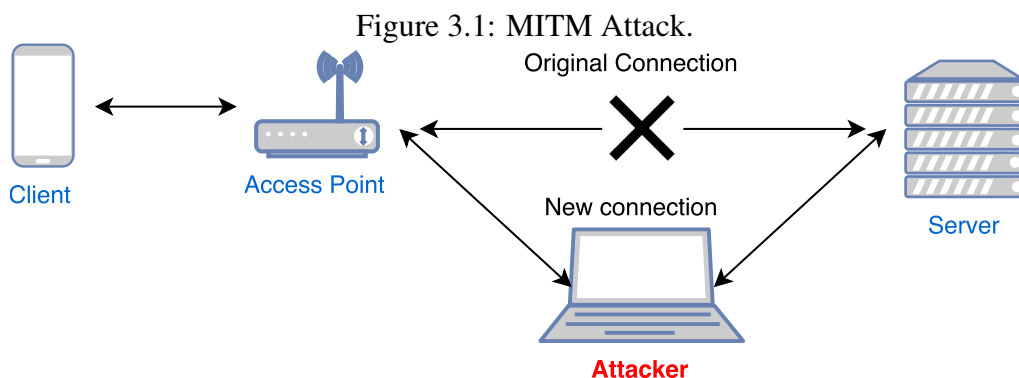 Figure 3.1: MITM Attack.
Original Connection
Client
Access Point
New connection
Server
Attacker